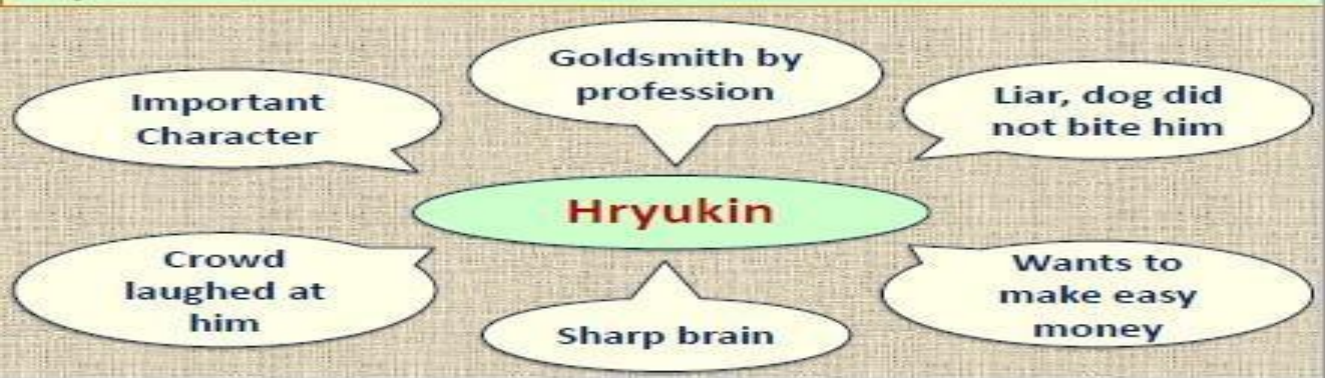 Goldsmith by
profession
Important
Character
Liar, dog did
not bite him
Hryukin
Crowd
laughed at
him
Sharp brain
Wants to
make easy
money